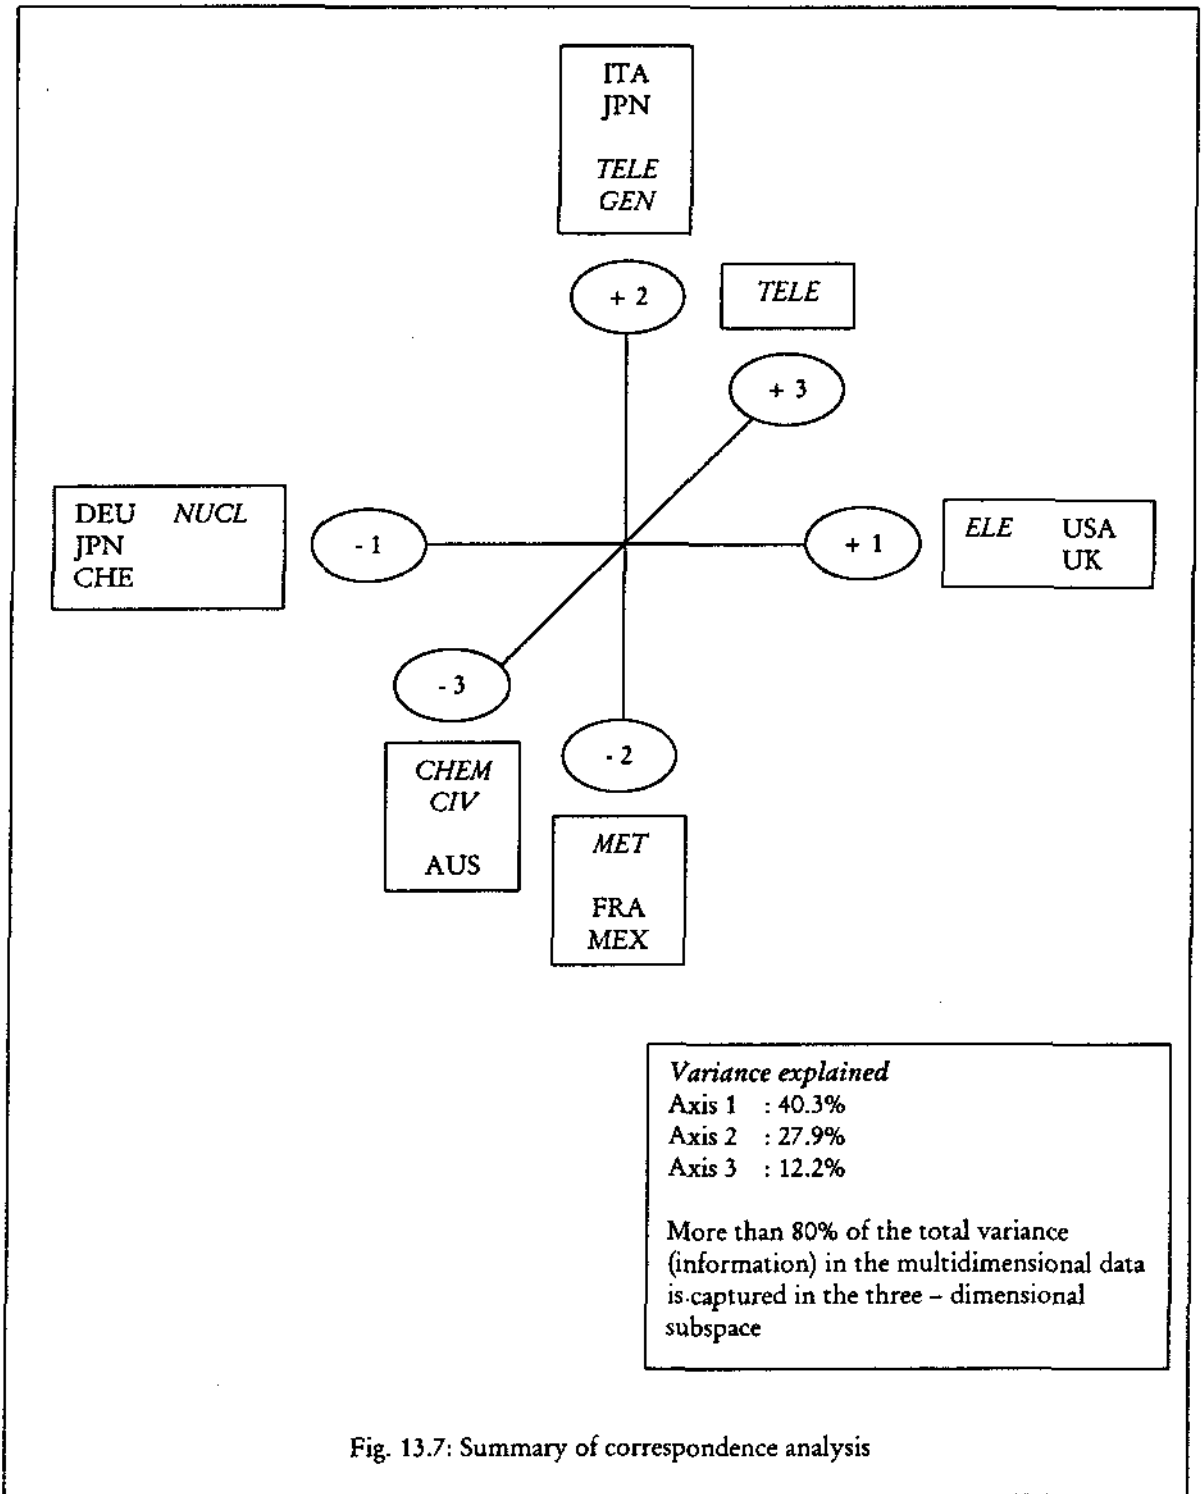 ITA
JPN
TELE
GEN
+ 2
TELE
+ 3
DEU NUCL
JPN
CHE
- 1
+ 1
ELE USA
UK
- 3
- 2
CHEM
CIV
AUS
MET
FRA
MEX
Variance explained
Axis 1 : 40.3%
Axis 2 : 27.9%
Axis 3 : 12.2%
More than 80% of the total variance
(information) in the multidimensional data
is captured in the three – dimensional
subspace
Fig. 13.7: Summary of correspondence analysis